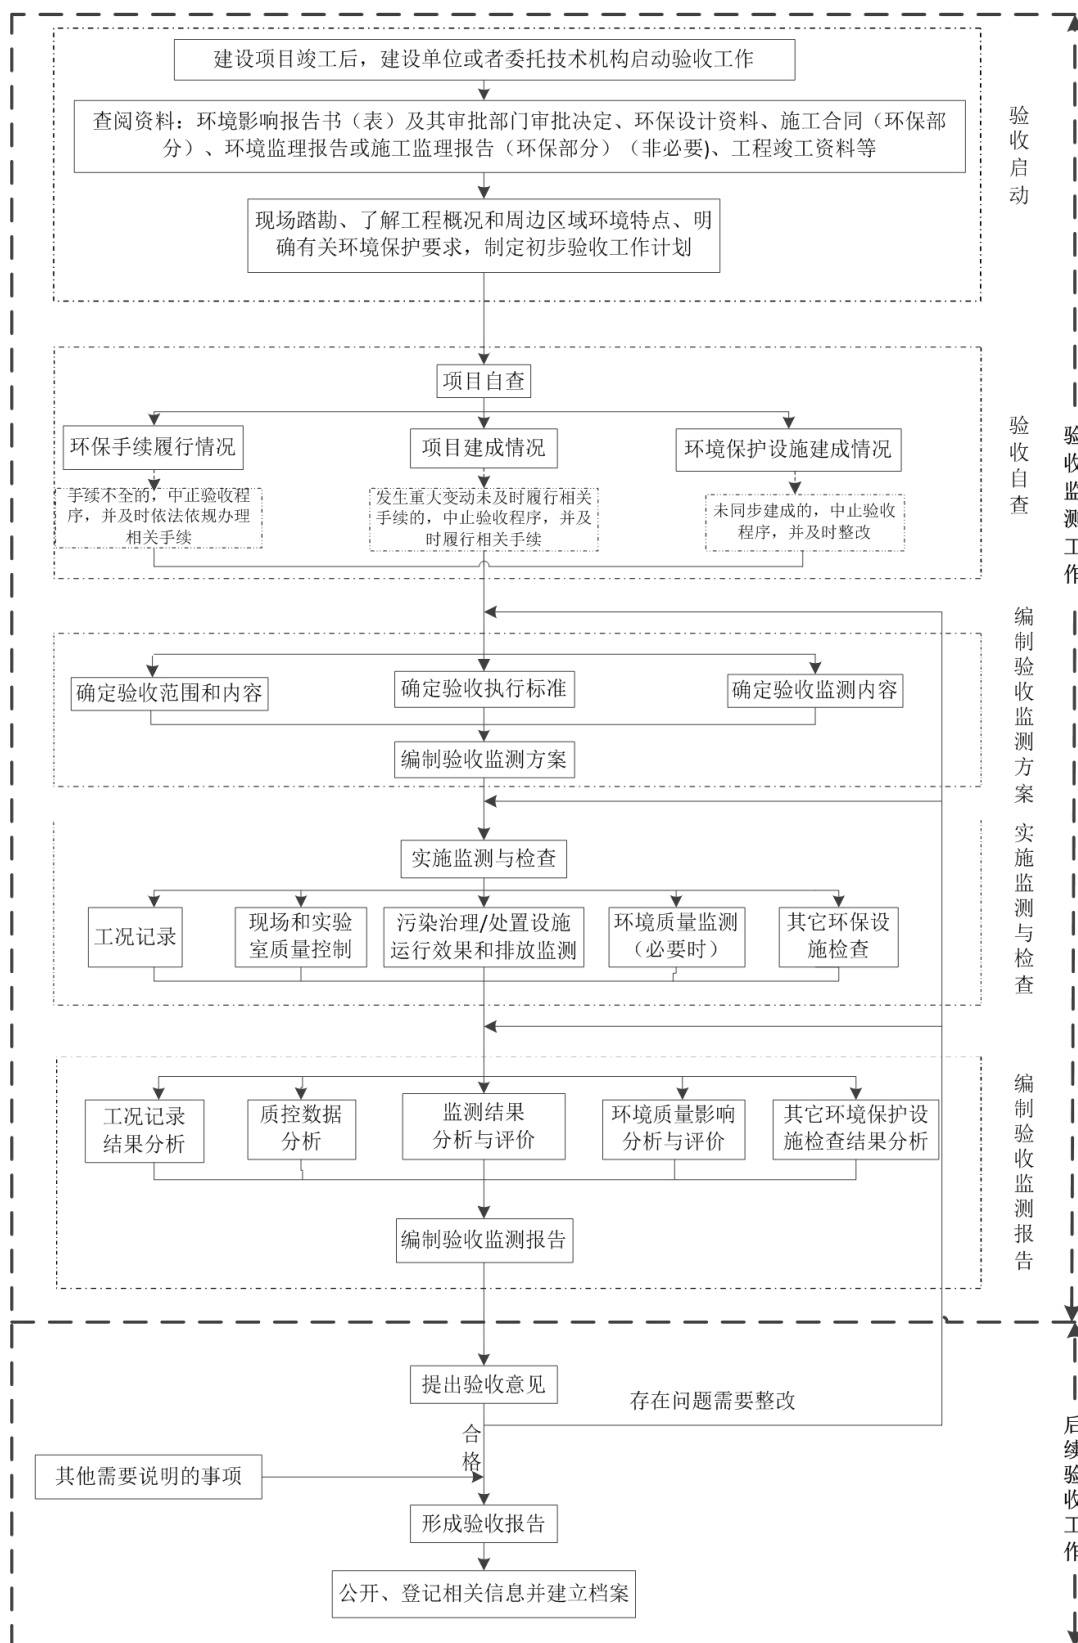 建设项目竣工后，建设单位或者委托技术机构启动验收工作
查阅资料：环境影响报告书（表）及其审批部门审批决定、环保设计资料、施工合同（环保部
分）、环境监理报告或施工监理报告（环保部分）（非必要)、工程竣工资料等
现场踏勘、了解工程概况和周边区域环境特点、明
确有关环境保护要求，制定初步验收工作计划
验收启动
项目自查
环保手续履行情况
项目建成情况
环境保护设施建成情况
手续不全的，中止验收程
序，并及时依法依规办理
相关手续
发生重大变动未及时履行相关
手续的，中止验收程序，并及
时履行相关手续
未同步建成的，中止验收
程序，并及时整改
验收自查
验收监测工作
确定验收范围和内容
确定验收执行标准
确定验收监测内容
编制验收监测方案
编制验收监测方案
实施监测与检查
工况记录
现场和实验
室质量控制
污染治理/处置设施
运行效果和排放监测
环境质量监测
（必要时）
其它环保设
施检查
实施监测与检查
工况记录
结果分析
质控数据
分析
监测结果
分析与评价
环境质量影响
分析与评价
其它环境保护设
施检查结果分析
编制验收监测报告
编制验收监测报告
提出验收意见
存在问题需要整改
合格
其他需要说明的事项
形成验收报告
公开、登记相关信息并建立档案
后续验收工作